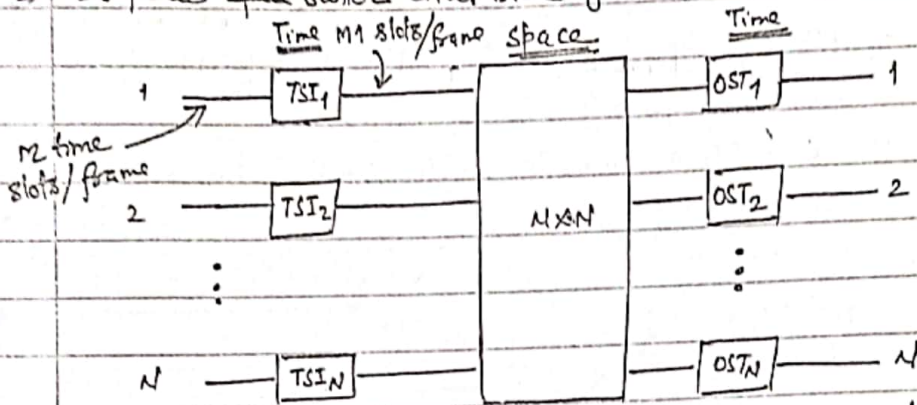 Time M1 slots/frame space Time
1 TSI1 OST1 1
M time
slots/frame
2 TSI2 N×N OST2 2
N TSIN OSTN N